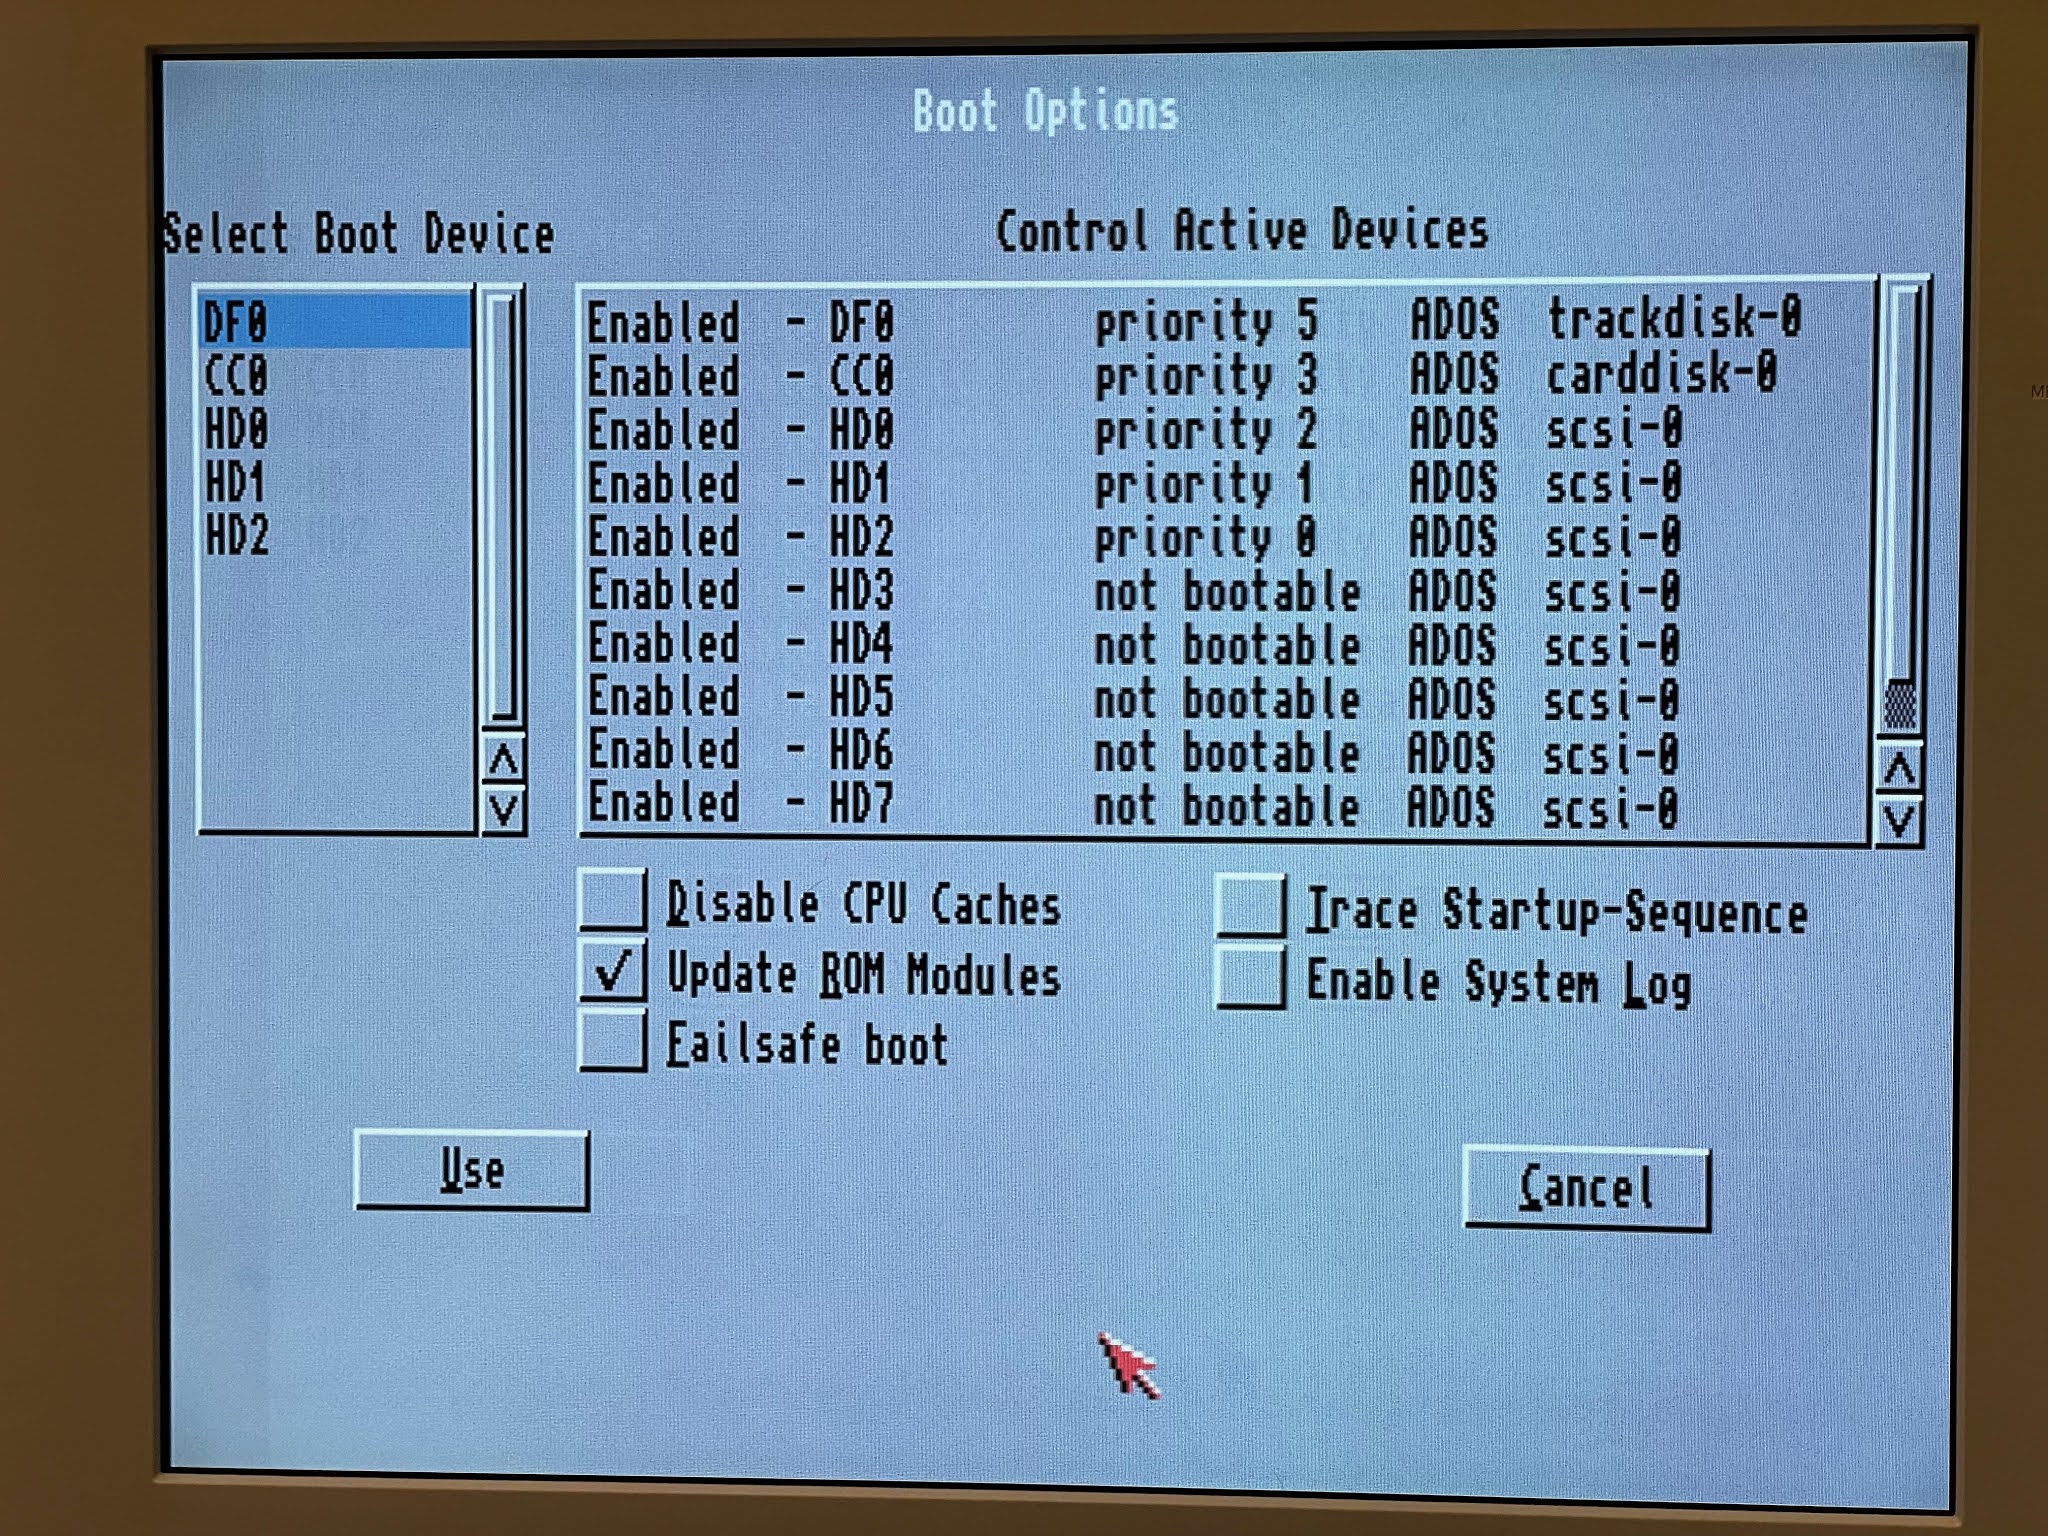 Boot Options
Select Boot Device
Control Active Devices
DF0
CC0
HD0
HD1
HD2
Enabled - DF0 priority 5 ADOS trackdisk-0
Enabled - CC0 priority 3 ADOS carddisk-0
Enabled - HD0 priority 2 ADOS scsi-0
Enabled - HD1 priority 1 ADOS scsi-0
Enabled - HD2 priority 0 ADOS scsi-0
Enabled - HD3 not bootable ADOS scsi-0
Enabled - HD4 not bootable ADOS scsi-0
Enabled - HD5 not bootable ADOS scsi-0
Enabled - HD6 not bootable ADOS scsi-0
Enabled - HD7 not bootable ADOS scsi-0
Disable CPU Caches
Update ROM Modules
Failsafe boot
Trace Startup-Sequence
Enable System Log
Use
Cancel